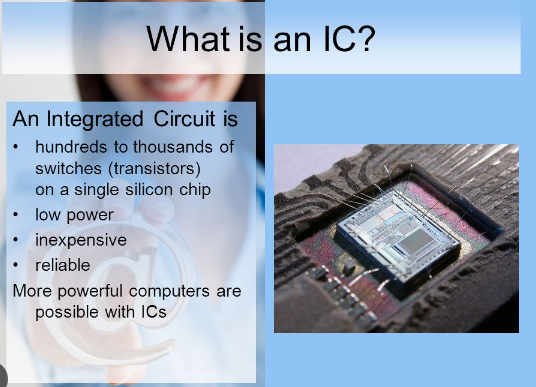 What is an IC?
An Integrated Circuit is
• hundreds to thousands of
switches (transistors)
on a single silicon chip
• low power
• inexpensive
• reliable
More powerful computers are
possible with ICs